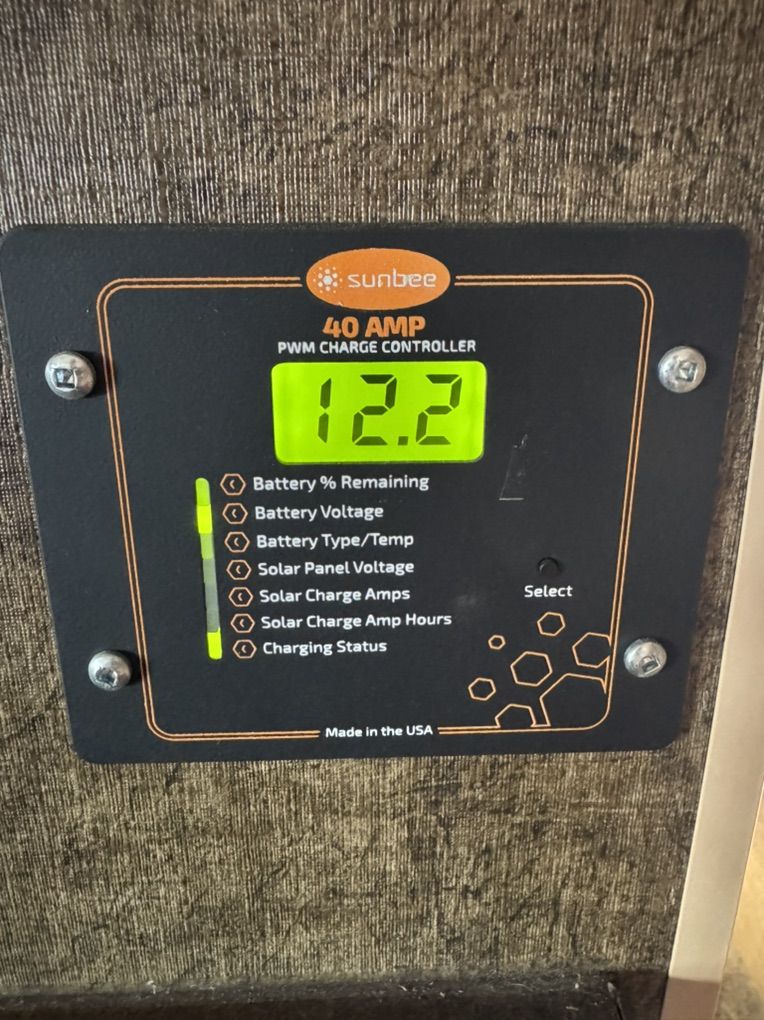 sunbee
40 AMP
PWM CHARGE CONTROLLER
12.2
Battery % Remaining
Battery Voltage
Battery Type/Temp
Solar Panel Voltage
Solar Charge Amps
Select
Solar Charge Amp Hours
Charging Status
Made in the USA